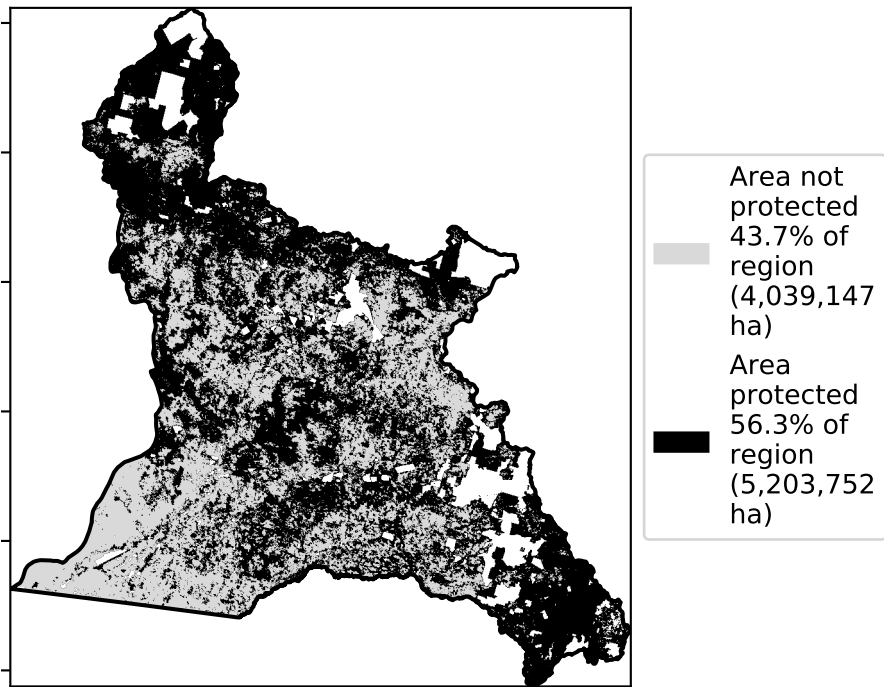 Area not
protected
43.7% of
region
(4,039,147
ha)
Area
protected
56.3% of
region
(5,203,752
ha)